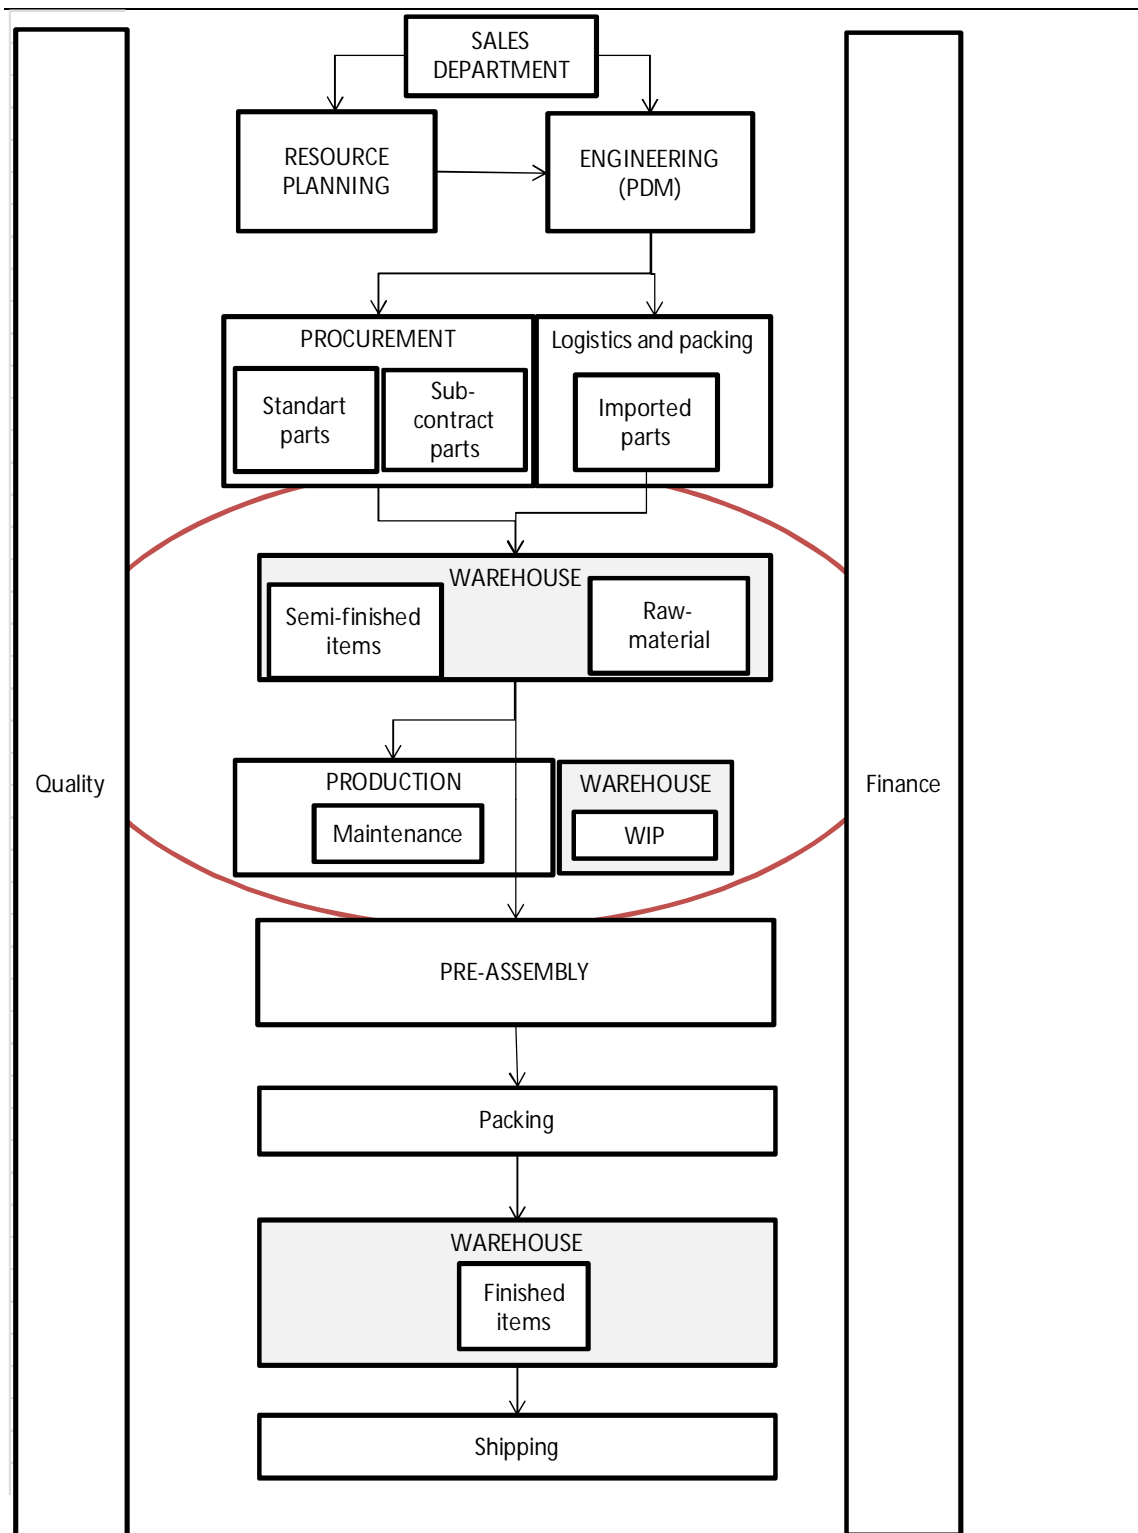 SALES
DEPARTMENT
RESOURCE
PLANNING
ENGINEERING
(PDM)
PROCUREMENT
Logistics and packing
Standart
parts
Sub-
contract
parts
Imported
parts
WAREHOUSE
Semi-finished
items
Raw-
material
Quality
PRODUCTION
WAREHOUSE
Finance
Maintenance
WIP
PRE-ASSEMBLY
Packing
WAREHOUSE
Finished
items
Shipping